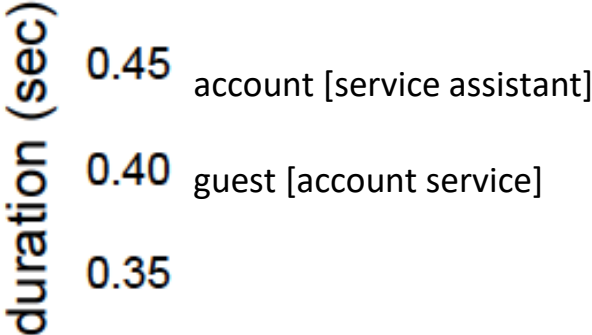 duration (sec)
0.45
account [service assistant]
0.40
guest [account service]
0.35